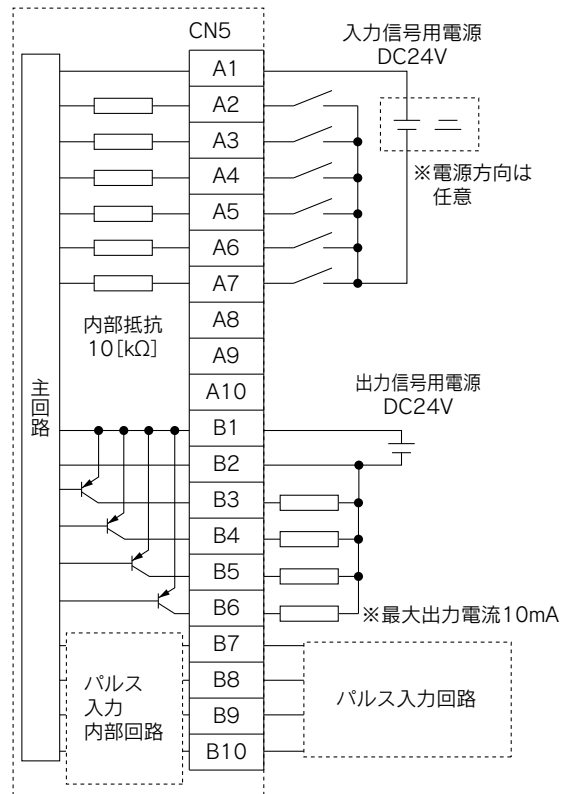 CN5
入力信号用電源
DC24V
A1
A2
A3
A4
A5
A6
A7
A8
A9
A10
B1
B2
B3
B4
B5
B6
B7
B8
B9
B10
※電源方向は
任意
内部抵抗
10[kΩ]
主回路
出力信号用電源
DC24V
※最大出力電流10mA
パルス
入力
内部回路
パルス入力回路